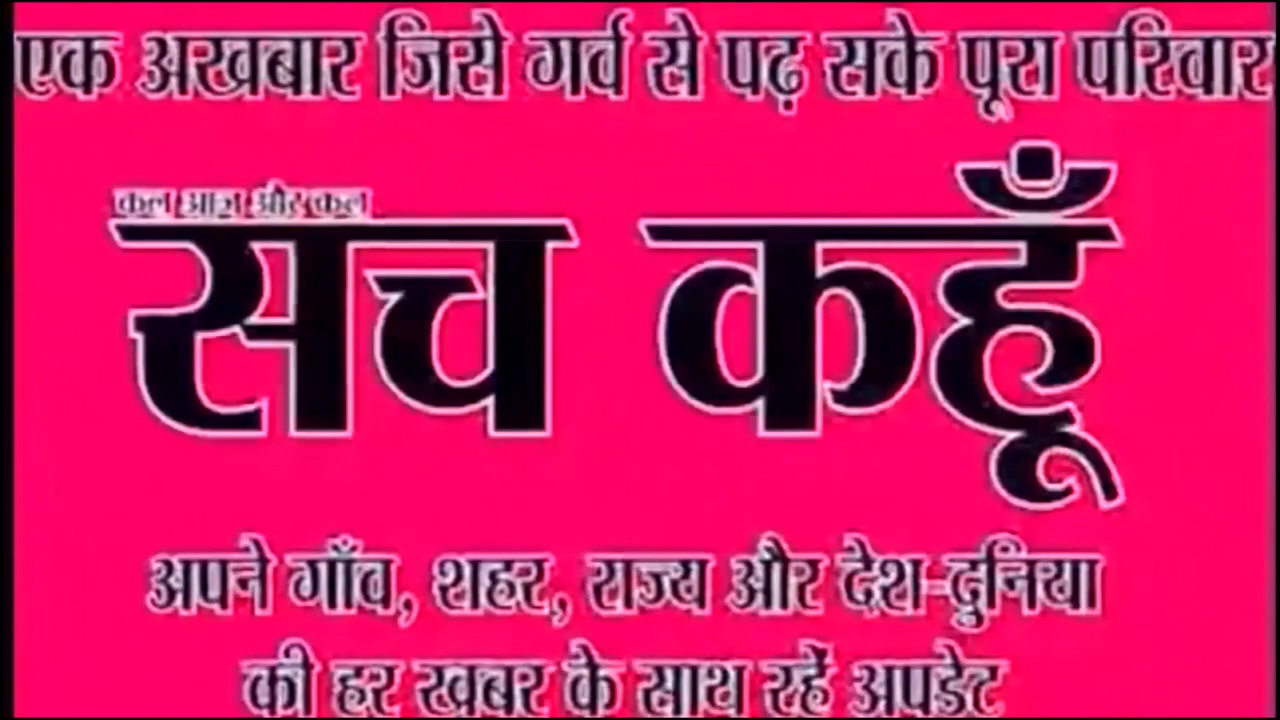 एक अखबार जिसे गर्व से पढ़ सके पूरा परिवार
कल आज और कल
सच कहूँ
अपने गाँव, शहर, राज्य और देश-दुनिया
की हर खबर के साथ रहें अपडेट